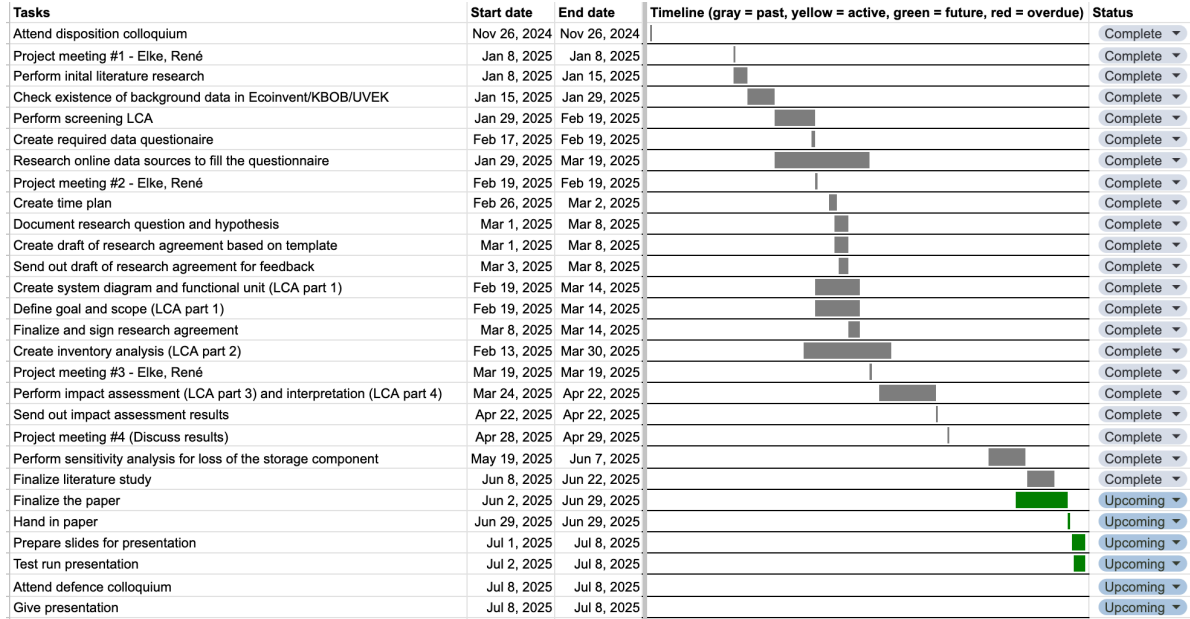 Tasks Start date End date Timeline (gray = past, yellow = active, green = future, red = overdue) Status
Attend disposition colloquium Nov 26, 2024 Nov 26, 2024 Complete
Project meeting #1 - Elke, René Jan 8, 2025 Jan 8, 2025 Complete
Perform inital literature research Jan 8, 2025 Jan 15, 2025 Complete
Check existence of background data in Ecoinvent/KBOB/UVEK Jan 15, 2025 Jan 29, 2025 Complete
Perform screening LCA Jan 29, 2025 Feb 19, 2025 Complete
Create required data questionaire Feb 17, 2025 Feb 19, 2025 Complete
Research online data sources to fill the questionnaire Jan 29, 2025 Mar 19, 2025 Complete
Project meeting #2 - Elke, René Feb 19, 2025 Feb 19, 2025 Complete
Create time plan Feb 26, 2025 Mar 2, 2025 Complete
Document research question and hypothesis Mar 1, 2025 Mar 8, 2025 Complete
Create draft of research agreement based on template Mar 1, 2025 Mar 8, 2025 Complete
Send out draft of research agreement for feedback Mar 3, 2025 Mar 8, 2025 Complete
Create system diagram and functional unit (LCA part 1) Feb 19, 2025 Mar 14, 2025 Complete
Define goal and scope (LCA part 1) Feb 19, 2025 Mar 14, 2025 Complete
Finalize and sign research agreement Mar 8, 2025 Mar 14, 2025 Complete
Create inventory analysis (LCA part 2) Feb 13, 2025 Mar 30, 2025 Complete
Project meeting #3 - Elke, René Mar 19, 2025 Mar 19, 2025 Complete
Perform impact assessment (LCA part 3) and interpretation (LCA part 4) Mar 24, 2025 Apr 22, 2025 Complete
Send out impact assessment results Apr 22, 2025 Apr 22, 2025 Complete
Project meeting #4 (Discuss results) Apr 28, 2025 Apr 29, 2025 Complete
Perform sensitivity analysis for loss of the storage component May 19, 2025 Jun 7, 2025 Complete
Finalize literature study Jun 8, 2025 Jun 22, 2025 Complete
Finalize the paper Jun 2, 2025 Jun 29, 2025 Upcoming
Hand in paper Jun 29, 2025 Jun 29, 2025 Upcoming
Prepare slides for presentation Jul 1, 2025 Jul 8, 2025 Upcoming
Test run presentation Jul 2, 2025 Jul 8, 2025 Upcoming
Attend defence colloquium Jul 8, 2025 Jul 8, 2025 Upcoming
Give presentation Jul 8, 2025 Jul 8, 2025 Upcoming